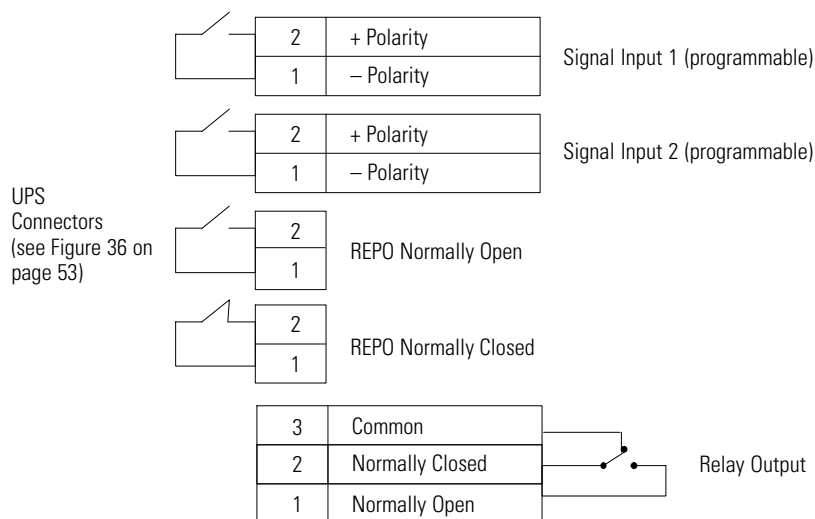 2 + Polarity
1 – Polarity
Signal Input 1 (programmable)
2 + Polarity
1 – Polarity
Signal Input 2 (programmable)
UPS
Connectors
(see Figure 36 on
page 53)
2
1
REPO Normally Open
2
1
REPO Normally Closed
3 Common
2 Normally Closed
1 Normally Open
Relay Output